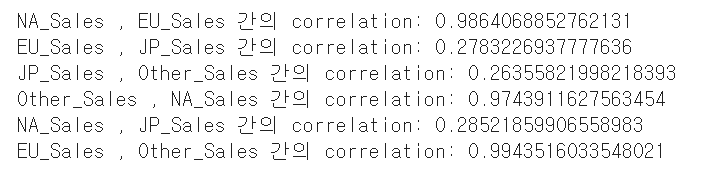 NA_Sales , EU_Sales 간의 correlation: 0.9864068852762131
EU_Sales , JP_Sales 간의 correlation: 0.2783226937777636
JP_Sales , Other_Sales 간의 correlation: 0.26355821998218393
Other_Sales , NA_Sales 간의 correlation: 0.9743911627563454
NA_Sales , JP_Sales 간의 correlation: 0.28521859906558983
EU_Sales , Other_Sales 간의 correlation: 0.9943516033548021